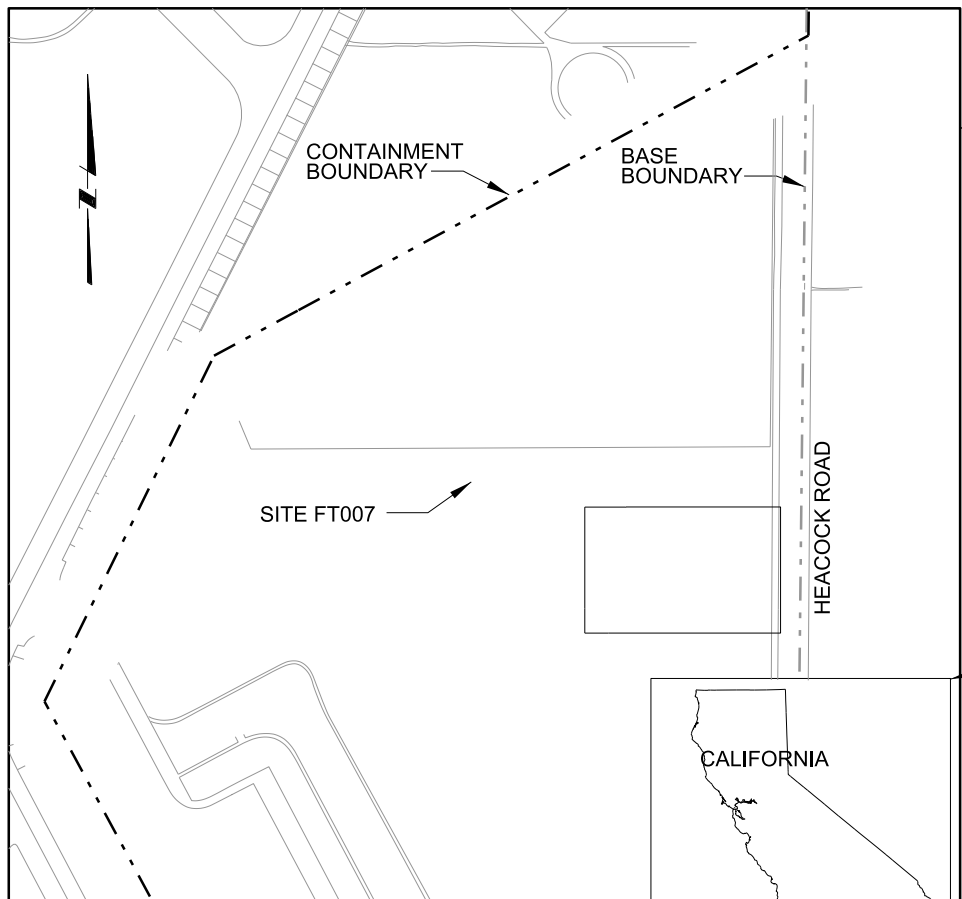 CONTAINMENT
BOUNDARY
BASE
BOUNDARY
N
SITE FT007
HEACOCK ROAD
CALIFORNIA